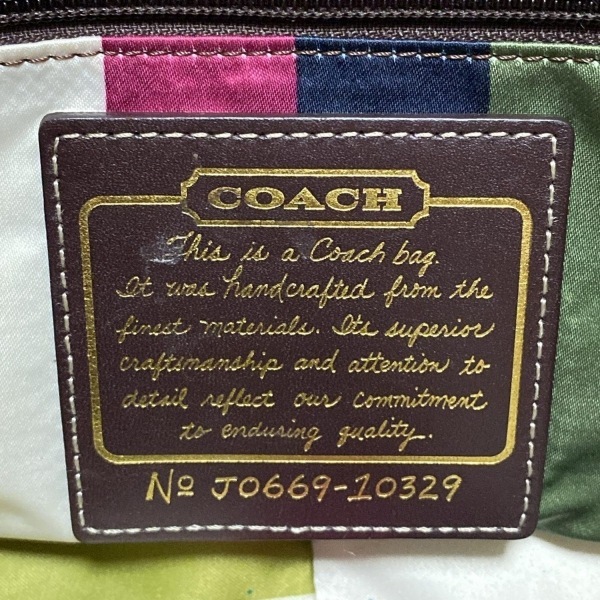 COACH
This is a Coach bag.
It was handcrafted from the
finest materials. Its superior
craftsmanship and attention to
detail reflect our commitment
to enduring quality.
Nº J0669-10329